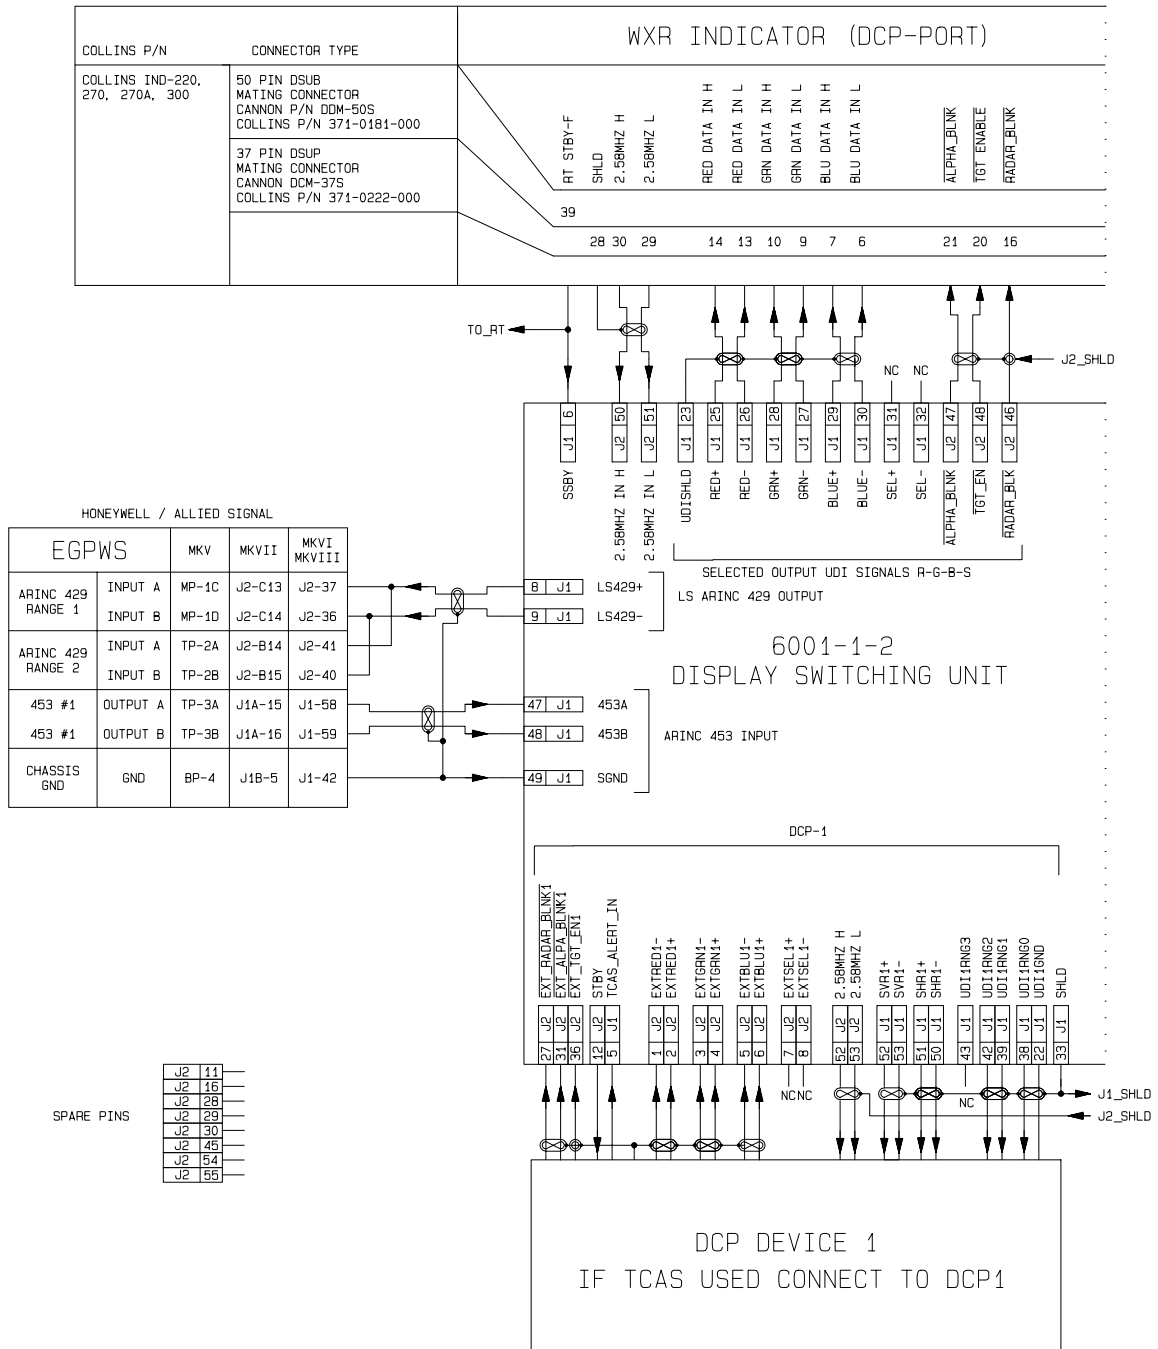 WXR INDICATOR (DCP-PORT)
COLLINS P/N
CONNECTOR TYPE
COLLINS IND-220,
270, 270A, 300
50 PIN DSUB
MATING CONNECTOR
CANNON P/N DDM-50S
COLLINS P/N 371-0181-000
37 PIN DSUP
MATING CONNECTOR
CANNON DCM-37S
COLLINS P/N 371-0222-000
RT STBY-F
SHLD
2.58MHZ H
2.58MHZ L
RED DATA IN H
RED DATA IN L
GRN DATA IN H
GRN DATA IN L
BLU DATA IN H
BLU DATA IN L
ALPHA_BLNK
TGT ENABLE
RADAR_BLNK
39
28 30 29 14 13 10 9 7 6 21 20 16
TO_RT
J2_SHLD
NC NC
J1 6
J2 50
J2 51
J1 23
J1 25
J1 26
J1 28
J1 27
J1 29
J1 30
J1 31
J1 32
J2 47
J2 48
J2 46
SSBY
2.58MHZ IN H
2.58MHZ IN L
UDISHLD
RED+
RED-
GRN+
GRN-
BLUE+
BLUE-
SEL+
SEL-
ALPHA_BLNK
TGT_EN
RADAR_BLK
SELECTED OUTPUT UDI SIGNALS R-G-B-S
HONEYWELL / ALLIED SIGNAL
EGPWS MKV MKVII MKVI
MKVIII
ARINC 429
RANGE 1
INPUT A MP-1C J2-C13 J2-37
INPUT B MP-1D J2-C14 J2-36
ARINC 429
RANGE 2
INPUT A TP-2A J2-B14 J2-41
INPUT B TP-2B J2-B15 J2-40
453 #1 OUTPUT A TP-3A J1A-15 J1-58
453 #1 OUTPUT B TP-3B J1A-16 J1-59
CHASSIS
GND
GND BP-4 J1B-5 J1-42
8 J1 LS429+
9 J1 LS429-
LS ARINC 429 OUTPUT
6001-1-2
DISPLAY SWITCHING UNIT
47 J1 453A
48 J1 453B
49 J1 SGND
ARINC 453 INPUT
DCP-1
EXT_RADAR_BLNK1
EXT_ALPA_BLNK1
EXT_TGT_EN1
STBY
TCAS_ALERT_IN
EXTRED1-
EXTRED1+
EXTGRN1-
EXTGRN1+
EXTBLU1-
EXTBLU1+
EXTSEL1+
EXTSEL1-
2.58MHZ H
2.58MHZ L
SVR1+
SVR1-
SHR1+
SHR1-
UDI1RNG3
UDI1RNG2
UDI1RNG1
UDI1RNG0
UDI1GND
SHLD
27 J2
31 J2
36 J2
12 J2
5 J1
1 J2
2 J2
3 J2
4 J2
5 J2
6 J2
7 J2
8 J2
52 J2
53 J2
52 J1
53 J1
51 J1
50 J1
43 J1
42 J1
39 J1
38 J1
22 J1
33 J1
NC NC
NC
J1_SHLD
J2_SHLD
SPARE PINS
J2 11
J2 16
J2 28
J2 29
J2 30
J2 45
J2 54
J2 55
DCP DEVICE 1
IF TCAS USED CONNECT TO DCP1